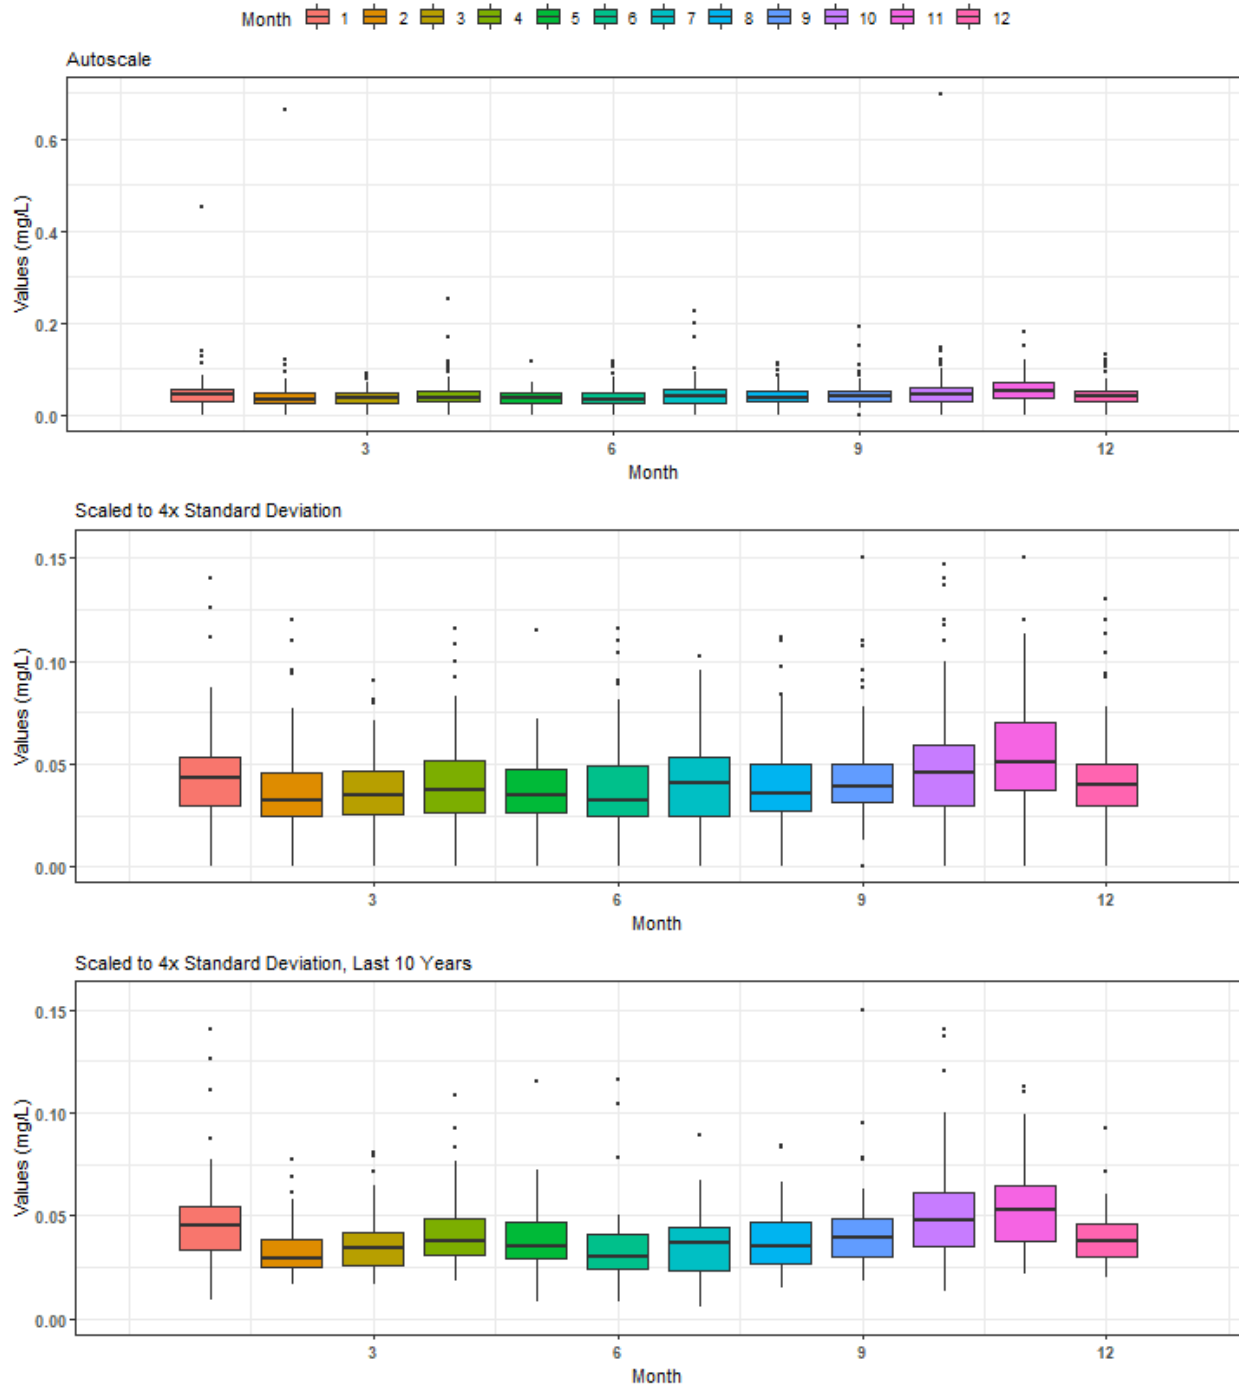 Month 1 2 3 4 5 6 7 8 9 10 11 12
Autoscale
Values (mg/L)
0.6
0.4
0.2
0.0
3 6 9 12
Month
Scaled to 4x Standard Deviation
Values (mg/L)
0.15
0.10
0.05
0.00
3 6 9 12
Month
Scaled to 4x Standard Deviation, Last 10 Years
Values (mg/L)
0.15
0.10
0.05
0.00
3 6 9 12
Month